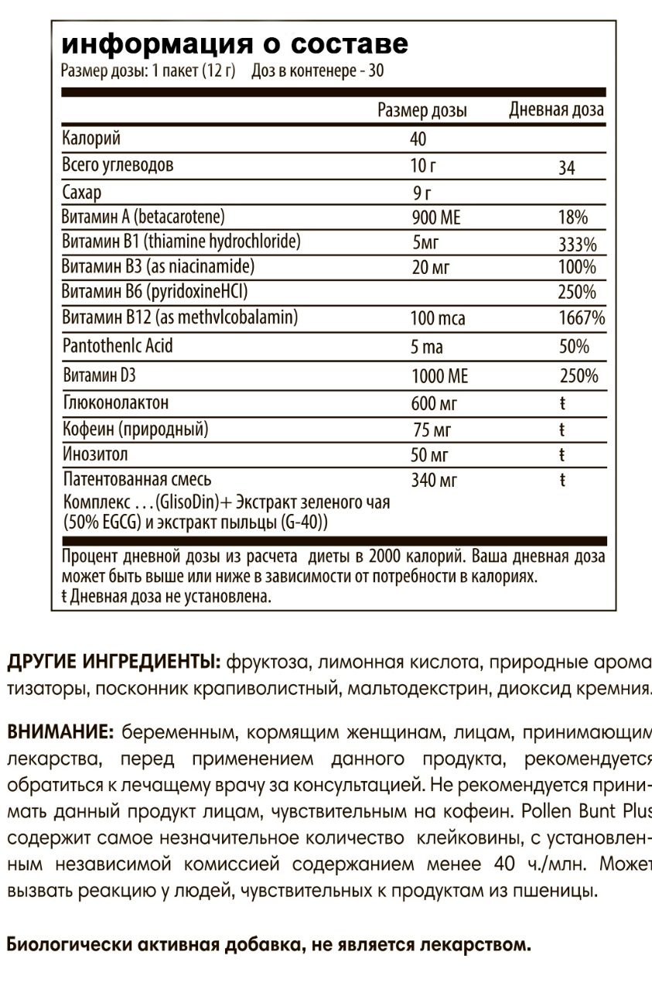 информация о составе
Размер дозы: 1 пакет (12 г) Доз в контенере - 30
Размер дозы Дневная доза
Калорий 40
Всего углеводов 10 г 34
Сахар 9 г
Витамин А (betacarotene) 900 МЕ 18%
Витамин В1 (thiamine hydrochloride) 5мг 333%
Витамин В3 (as niacinamide) 20 мг 100%
Витамин В6 (pyridoxineHCl) 250%
Витамин В12 (as methvlcobalamin) 100 mca 1667%
Pantothenlc Acid 5 ma 50%
Витамин D3 1000 МЕ 250%
Глюконолактон 600 мг ŧ
Кофеин (природный) 75 мг ŧ
Инозитол 50 мг ŧ
Патентованная смесь 340 мг ŧ
Комплекс ...(GlisoDin)+ Экстракт зеленого чая
(50% EGCG) и экстракт пыльцы (G-40))
Процент дневной дозы из расчета диеты в 2000 калорий. Ваша дневная доза
может быть выше или ниже в зависимости от потребности в калориях.
ŧ Дневная доза не установлена.
ДРУГИЕ ИНГРЕДИЕНТЫ: фруктоза, лимонная кислота, природные арома
тизаторы, посконник крапиволистный, мальтодекстрин, диоксид кремния.
ВНИМАНИЕ: беременным, кормящим женщинам, лицам, принимающим
лекарства, перед применением данного продукта, рекомендуется
обратиться к лечащему врачу за консультацией. Не рекомендуется прини-
мать данный продукт лицам, чувствительным на кофеин. Pollen Bunt Plus
содержит самое незначительное количество клейковины, с установлен-
ным независимой комиссией содержанием менее 40 ч./млн. Может
вызвать реакцию у людей, чувствительных к продуктам из пшеницы.
Биологически активная добавка, не является лекарством.